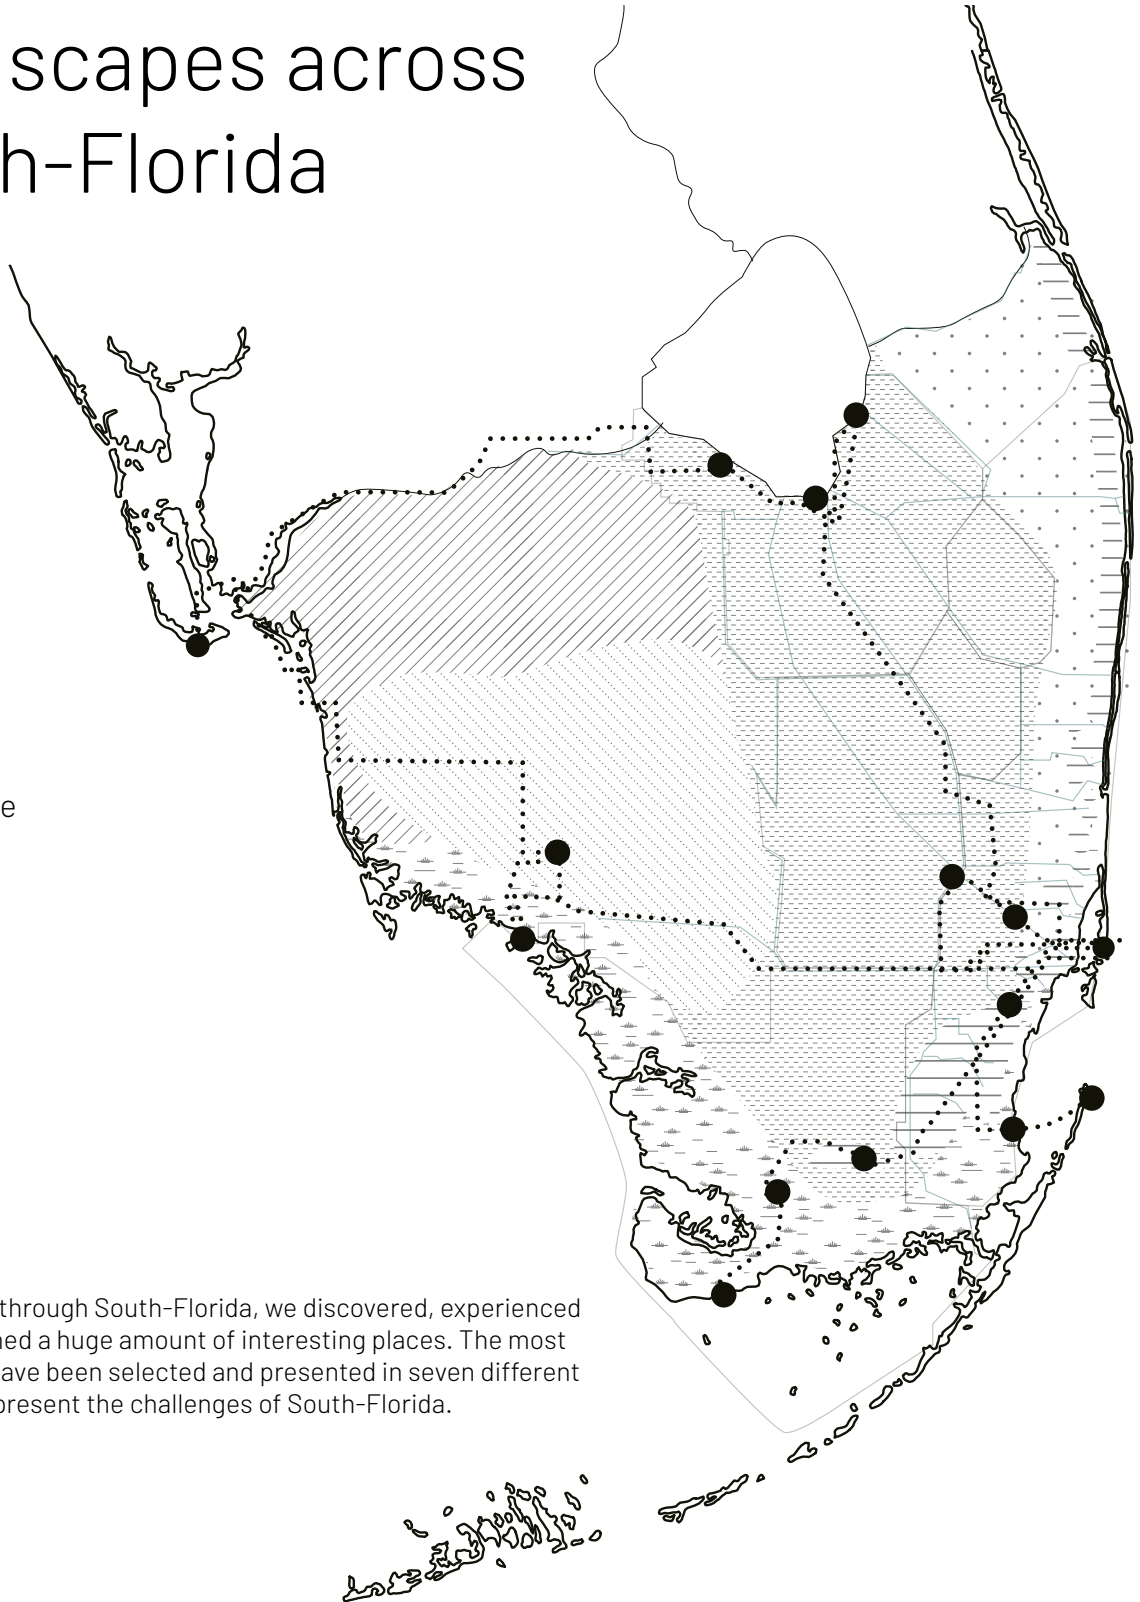 scapes across
h-Florida
e
through South-Florida, we discovered, experienced
ned a huge amount of interesting places. The most
ave been selected and presented in seven different
present the challenges of South-Florida.